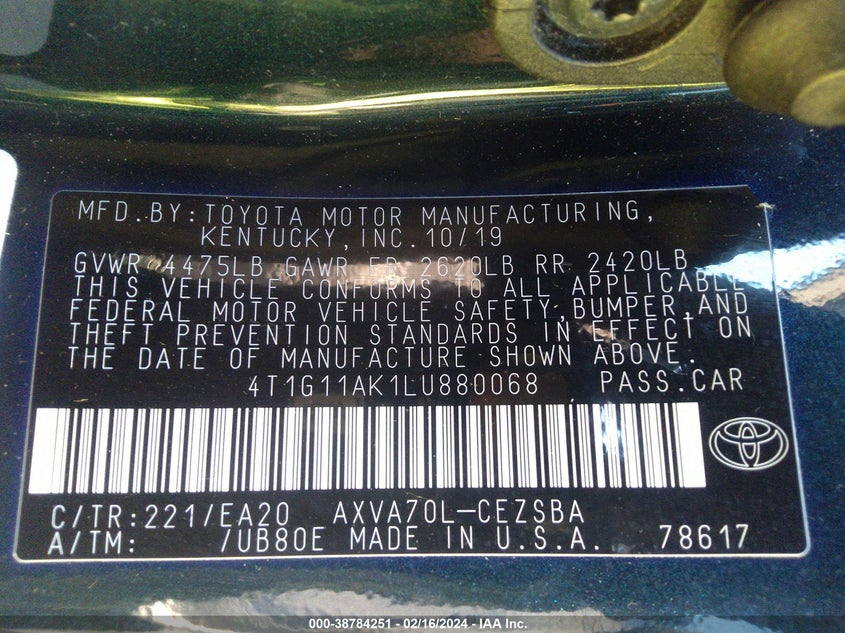 MFD.BY:TOYOTA MOTOR MANUFACTURING,
KENTUCKY,INC.10/19
GVWR 4475LB GAWR FR 2620LB RR 2420LB
THIS VEHICLE CONFORMS TO ALL APPLICABLE
FEDERAL MOTOR VEHICLE SAFETY,BUMPER,AND
THEFT PREVENTION STANDARDS IN EFFECT ON
THE DATE OF MANUFACTURE SHOWN ABOVE.
4T1G11AK1LU880068 PASS.CAR
C/TR:221/EA20 AXVA70L-CEZSBA
A/TM: /UB80E MADE IN U.S.A. 78617
000-38784251 - 02/16/2024 - IAA Inc.